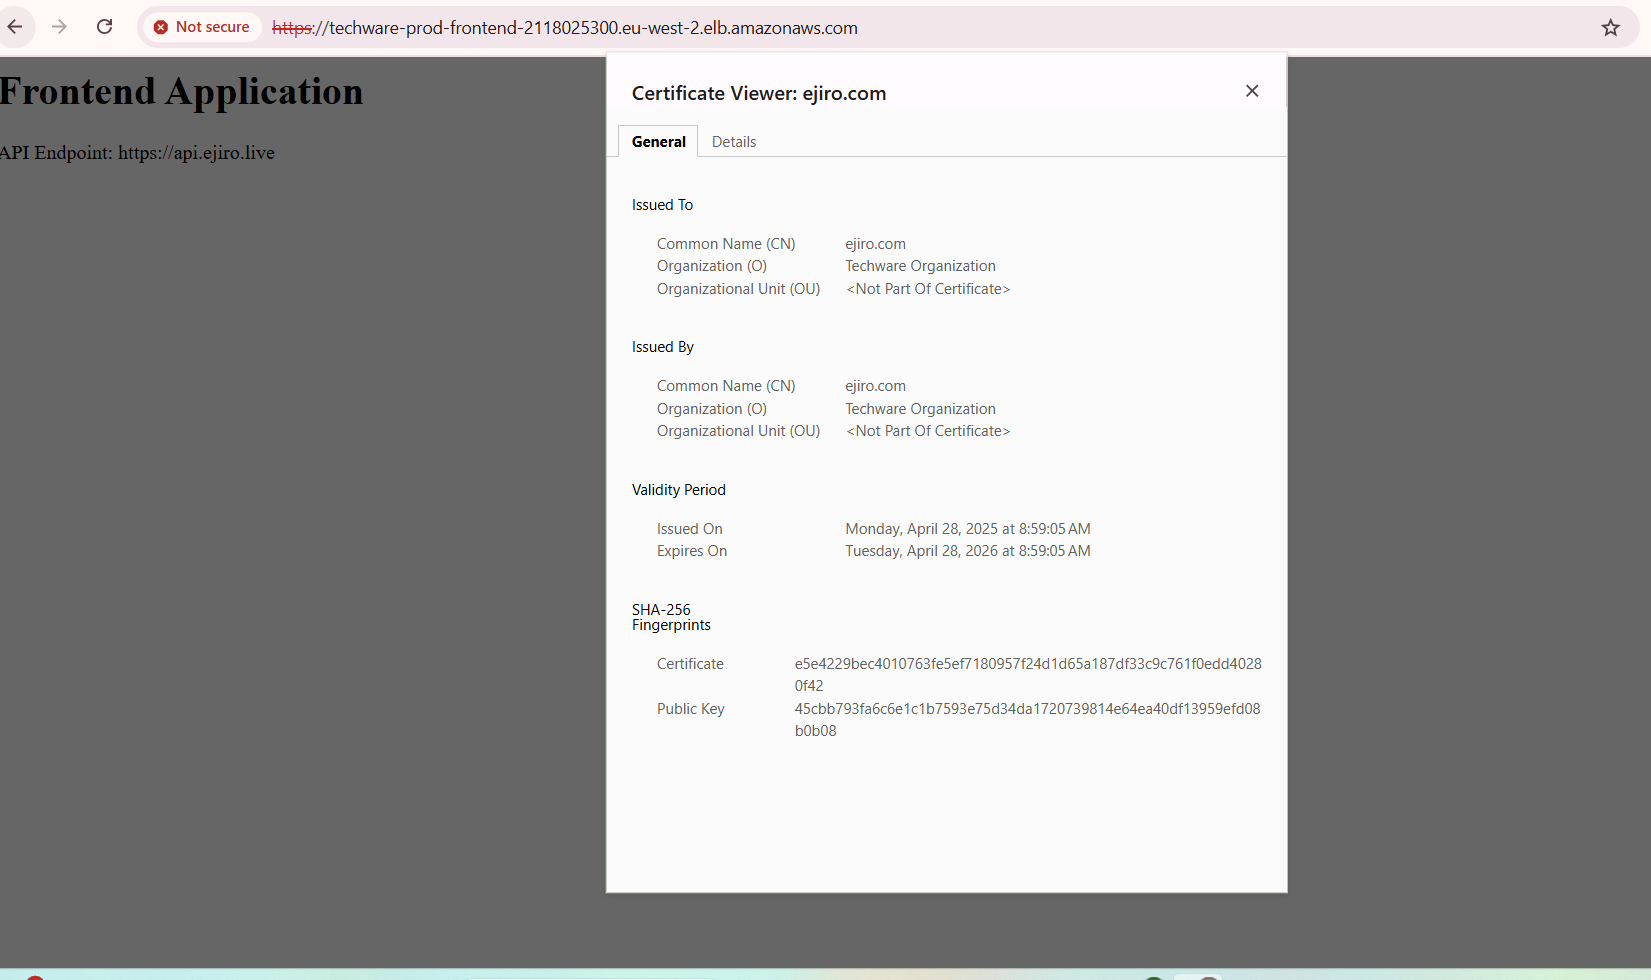 Not secure https://techware-prod-frontend-2118025300.eu-west-2.elb.amazonaws.com
Frontend Application
API Endpoint: https://api.ejiro.live
Certificate Viewer: ejiro.com
General Details
Issued To
Common Name (CN) ejiro.com
Organization (O) Techware Organization
Organizational Unit (OU) <Not Part Of Certificate>
Issued By
Common Name (CN) ejiro.com
Organization (O) Techware Organization
Organizational Unit (OU) <Not Part Of Certificate>
Validity Period
Issued On Monday, April 28, 2025 at 8:59:05 AM
Expires On Tuesday, April 28, 2026 at 8:59:05 AM
SHA-256
Fingerprints
Certificate e5e4229bec4010763fe5ef7180957f24d1d65a187df33c9c761f0edd4028
0f42
Public Key 45cbb793fa6c6e1c1b7593e75d34da1720739814e64ea40df13959efd08
b0b08